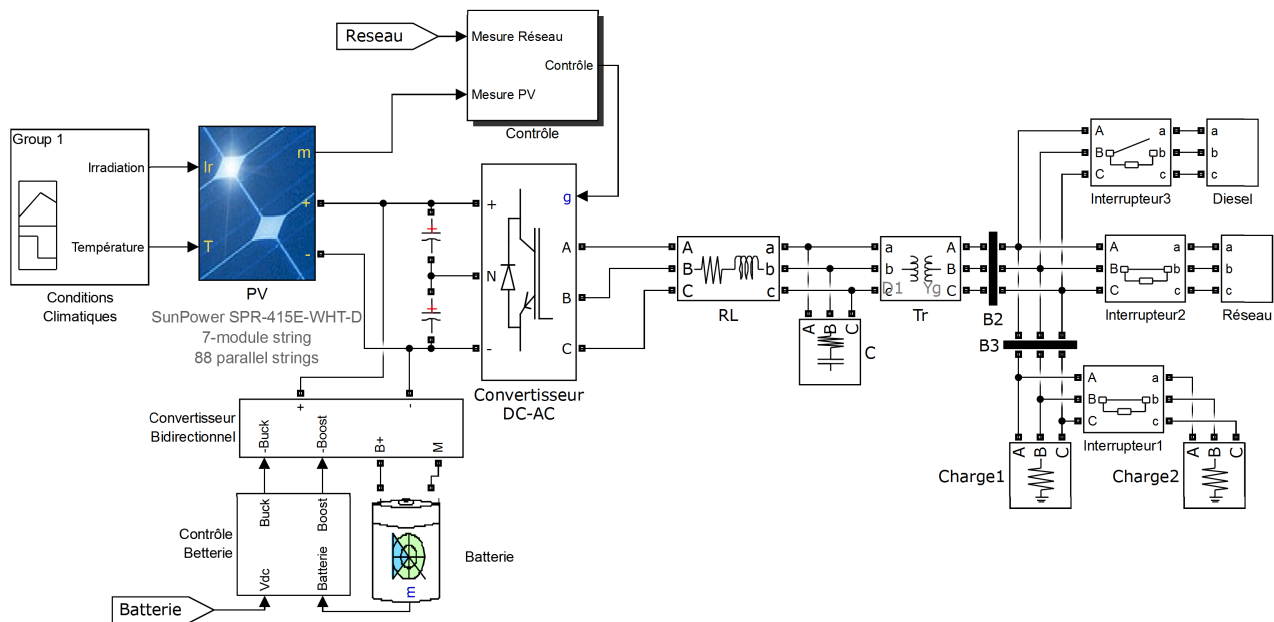 Reseau
Mesure Réseau
Contrôle
Mesure PV
Contrôle
Group 1
Irradiation
Température
Conditions
Climatiques
Ir
T
m
+
-
PV
SunPower SPR-415E-WHT-D
7-module string
88 parallel strings
+
N
-
g
A
B
C
Convertisseur
DC-AC
A
B
C
a
b
c
RL
A
B
C
C
a
b
c
A
B
C
D1
Yg
Tr
B2
B3
A
B
C
a
b
c
Interrupteur3
a
b
c
Diesel
A
B
C
a
b
c
Interrupteur2
a
b
c
Réseau
A
B
C
a
b
c
Interrupteur1
A
B
C
Charge1
A
B
C
Charge2
Convertisseur
Bidirectionnel
+
-
-Buck
-Boost
B+
M
Contrôle
Betterie
Buck
Boost
Vdc
Batterie
m
Batterie
Batterie